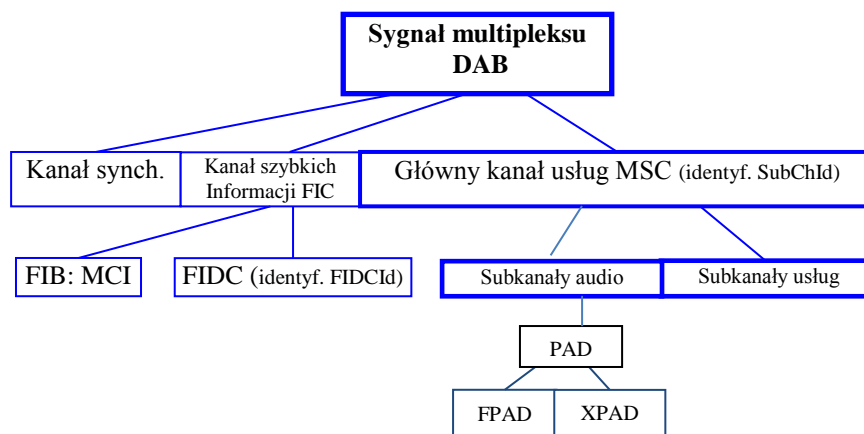 Sygnał multipleksu
DAB
Kanał synch.
Kanał szybkich
Informacji FIC
Główny kanał usług MSC (identyf. SubChId)
FIB: MCI
FIDC (identyf. FIDCId)
Subkanały audio
Subkanały usług
PAD
FPAD
XPAD